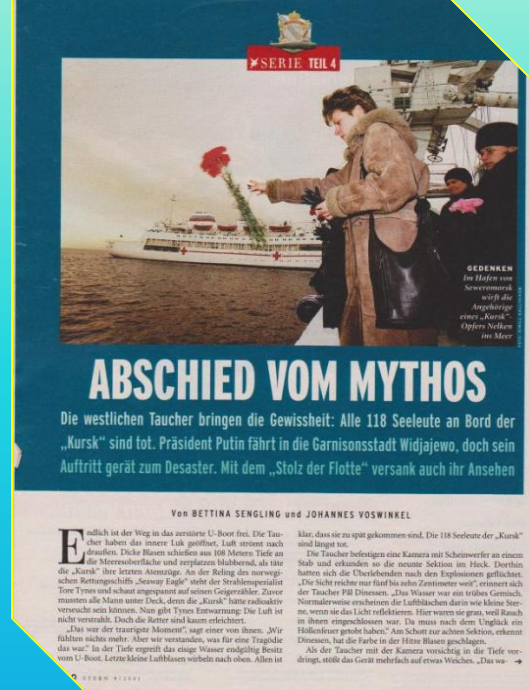 SERIE TEIL 4
GEDENKEN
Im Hafen von
Seweromorsk
wirft die
Angehörige
eines „Kursk“-
Opfers Nelken
ins Meer
ABSCHIED VOM MYTHOS
Die westlichen Taucher bringen die Gewissheit: Alle 118 Seeleute an Bord der
„Kursk“ sind tot. Präsident Putin fährt in die Garnisonsstadt Widjajewo, doch sein
Auftritt gerät zum Desaster. Mit dem „Stolz der Flotte“ versank auch ihr Ansehen
Von BETTINA SENGLING und JOHANNES VOSWINKEL
Endlich ist der Weg in das zerstörte U-Boot frei. Die Tau-
cher haben das innere Luk geöffnet, Luft strömt nach
draußen. Dicke Blasen schießen aus 108 Metern Tiefe an
die Meeresoberfläche und zerplatzen blubbernd, als täte
die „Kursk“ ihre letzten Atemzüge. An der Reling des norwegi-
schen Rettungsschiffs „Seaway Eagle“ steht der Strahlenspezialist
Tore Tynes und schaut angespannt auf seinen Geigerzähler. Zuvor
mussten alle Mann unter Deck, denn die „Kursk“ hätte radioaktiv
verseucht sein können. Nun gibt Tynes Entwarnung: Die Luft ist
nicht verstrahlt. Doch die Retter sind kaum erleichtert.
„Das war der traurigste Moment“, sagt einer von ihnen. „Wir
fühlten nichts mehr. Aber wir verstanden, was für eine Tragödie
das war.“ In der Tiefe ergreift das eisige Wasser endgültig Besitz
vom U-Boot. Letzte kleine Luftblasen wirbeln nach oben. Allen ist
klar, dass sie zu spät gekommen sind. Die 118 Seeleute der „Kursk“
sind längst tot.
Die Taucher befestigen eine Kamera mit Scheinwerfer an einem
Stab und erkunden so die neunte Sektion im Heck. Dorthin
hatten sich die Überlebenden nach den Explosionen geflüchtet.
„Die Sicht reichte nur fünf bis zehn Zentimeter weit“, erinnert sich
der Taucher Pål Dinessen. „Das Wasser war ein trübes Gemisch.
Normalerweise erscheinen die Luftbläschen darin wie kleine Ster-
ne, wenn sie das Licht reflektieren. Hier waren sie grau, weil Rauch
in ihnen eingeschlossen war. Da muss nach dem Unglück ein
Höllenfeuer getobt haben.“ Am Schott zur achten Sektion, erkennt
Dinessen, hat die Farbe in der Hitze Blasen geschlagen.
Als der Taucher mit der Kamera vorsichtig in die Tiefe vor-
dringt, stößt das Gerät mehrfach auf etwas Weiches. „Das wa- →
STERN 9/2001